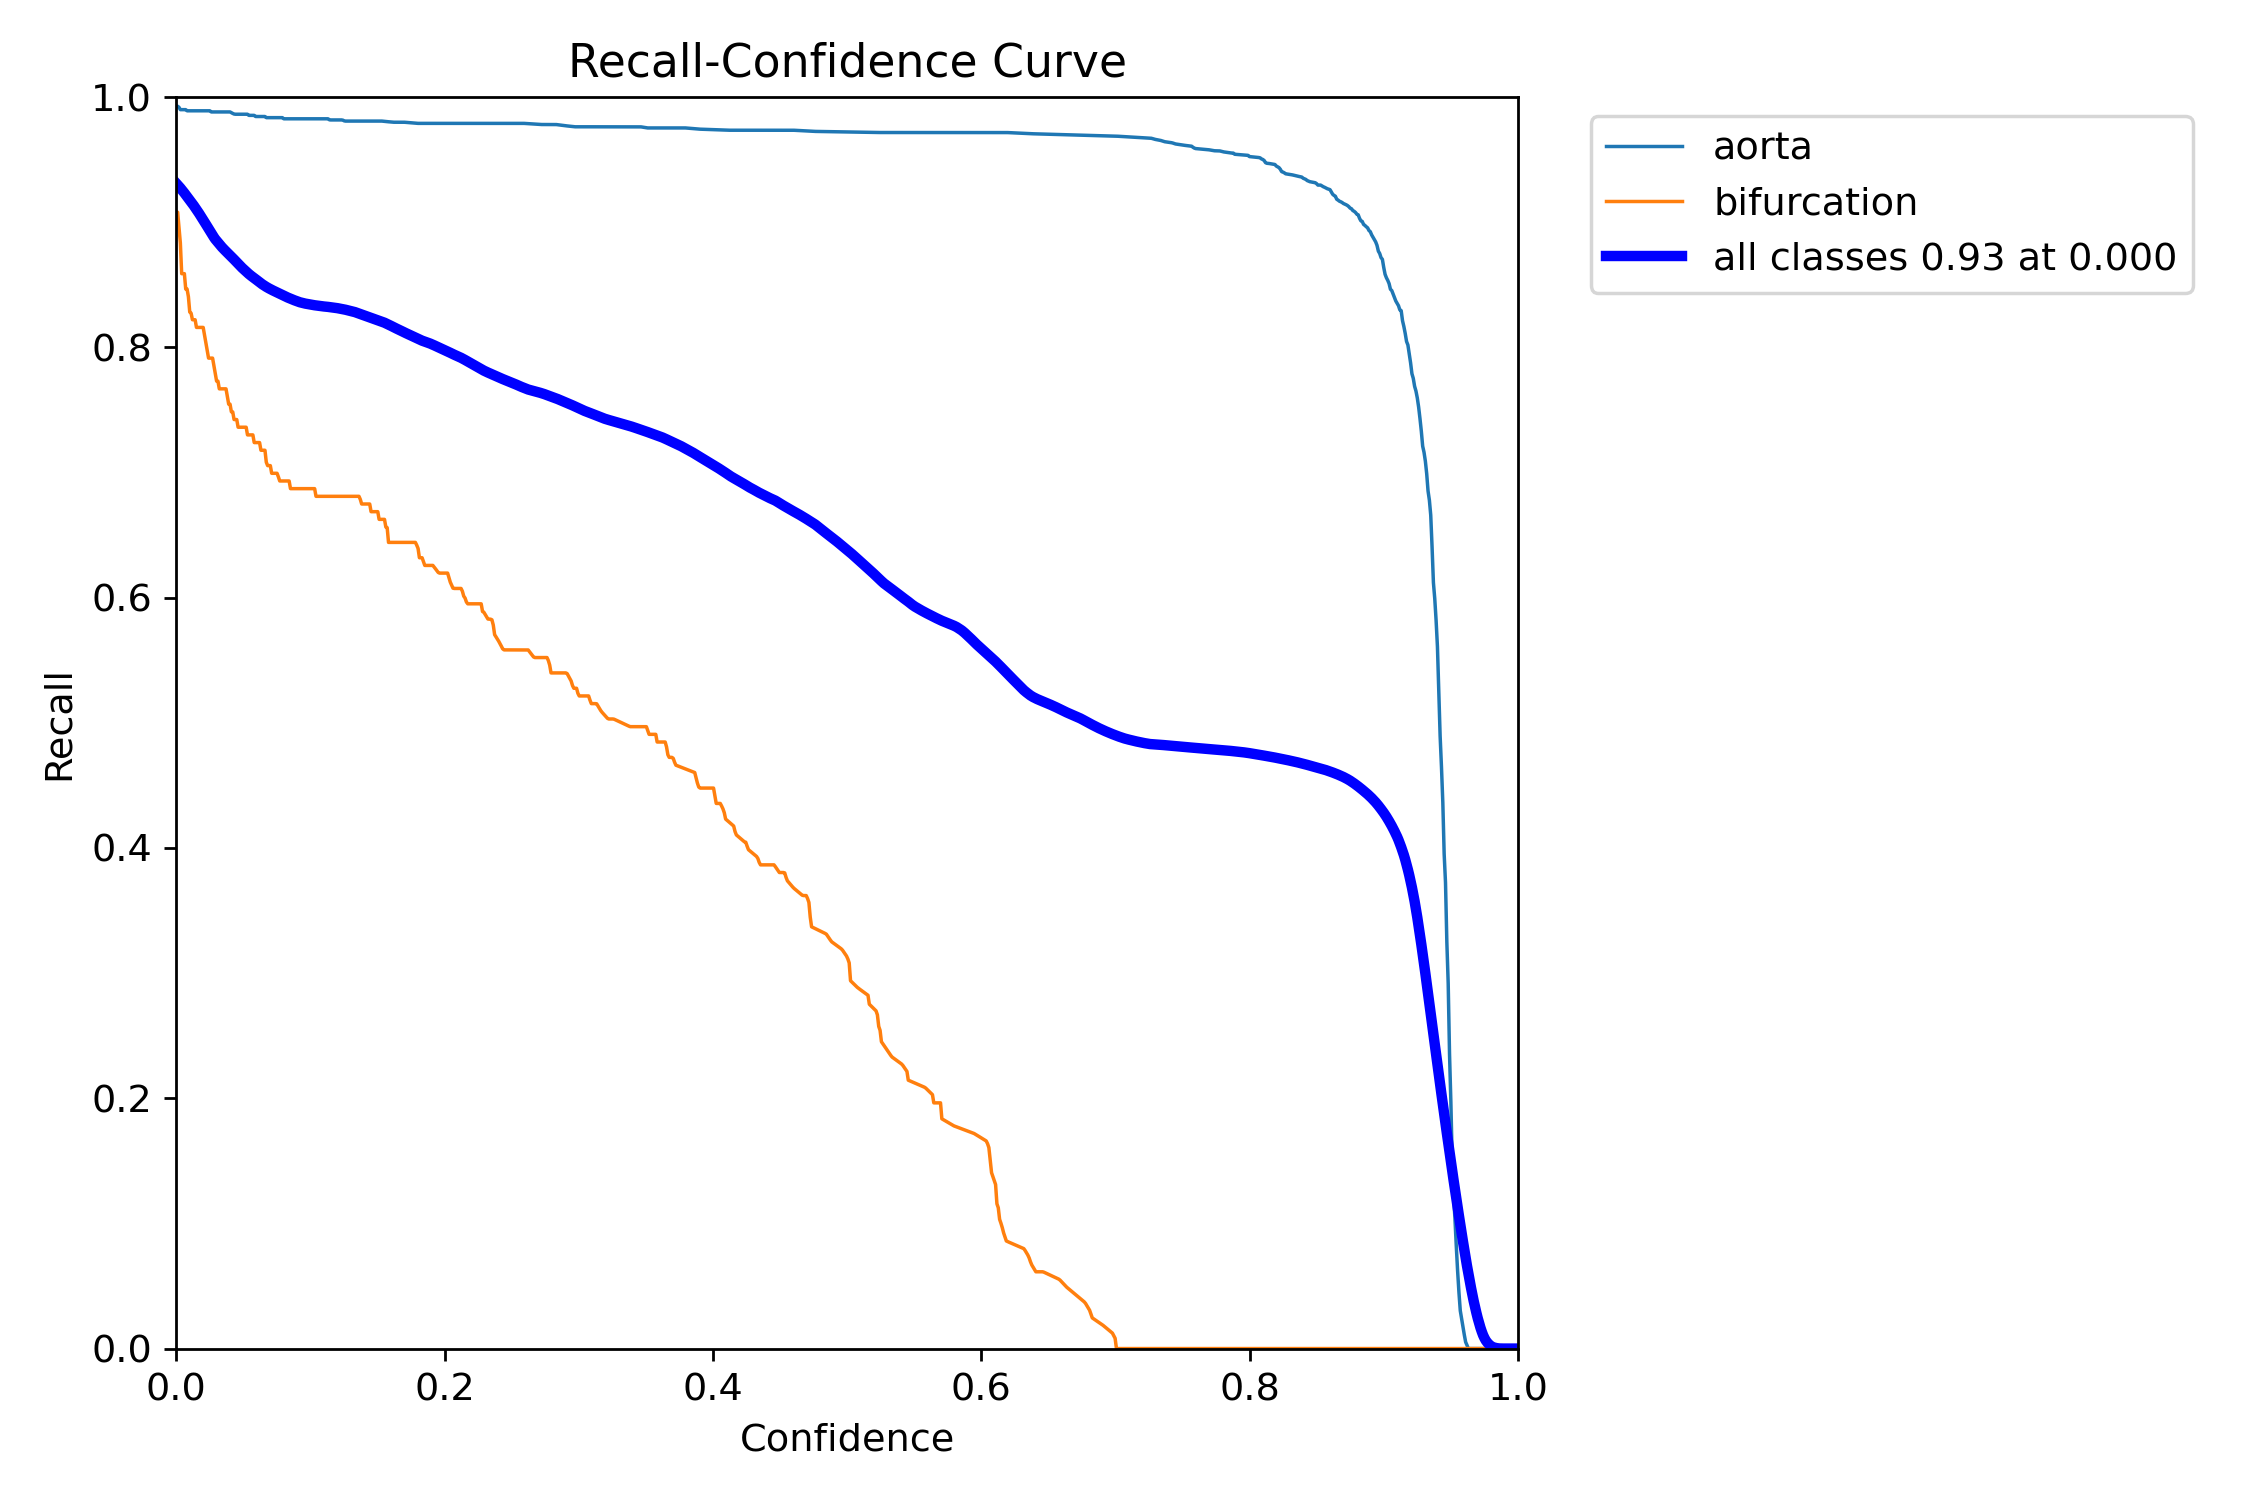 Recall-Confidence Curve
1.0
0.8
0.6
0.4
0.2
0.0
Recall
0.0 0.2 0.4 0.6 0.8 1.0
Confidence
aorta
bifurcation
all classes 0.93 at 0.000